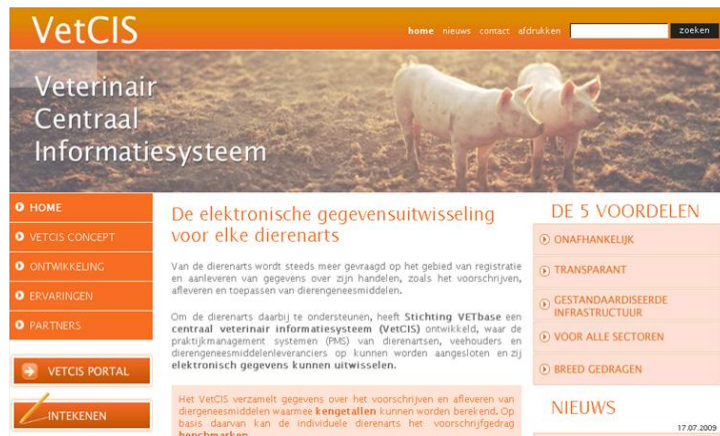 VetCIS
home nieuws contact afdrukken zoeken
Veterinair
Centraal
Informatiesysteem
HOME
VETCIS CONCEPT
ONTWIKKELING
ERVARINGEN
PARTNERS
VETCIS PORTAL
INTEKENEN
De elektronische gegevensuitwisseling
voor elke dierenarts
Van de dierenarts wordt steeds meer gevraagd op het gebied van registratie
en aanleveren van gegevens over zijn handelen, zoals het voorschrijven,
afleveren en toepassen van dierengeneesmiddelen.
Om de dierenarts daarbij te ondersteunen, heeft Stichting VETbase een
centraal veterinair informatiesysteem (VetCIS) ontwikkeld, waar de
praktijkmanagement systemen (PMS) van dierenartsen, veehouders en
dierengeneesmiddelenleveranciers op kunnen worden aangesloten en zij
elektronisch gegevens kunnen uitwisselen.
Het VetCIS verzamelt gegevens over het voorschrijven en afleveren van
diergeneesmiddelen waarmee kengetallen kunnen worden berekend. Op
basis daarvan kan de individuele dierenarts het voorschrijfgedrag
benchmarken
DE 5 VOORDELEN
ONAFHANKELIJK
TRANSPARANT
GESTANDAARDISEERDE
INFRASTRUCTUUR
VOOR ALLE SECTOREN
BREED GEDRAGEN
NIEUWS
17.07.2009